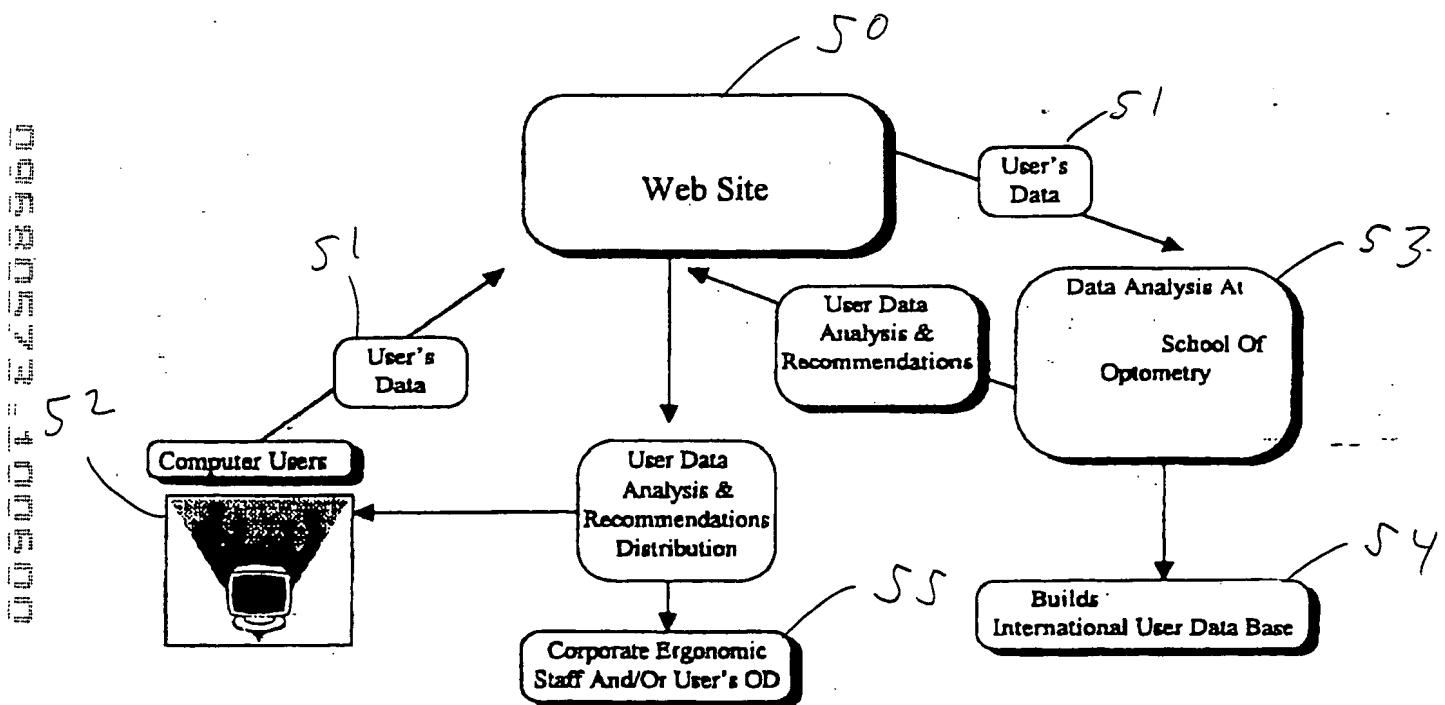 50
51
User's
Data
Web Site
53
51
Data Analysis At
School Of
Optometry
User Data
Analysis &
Recommendations
User's
Data
52
Computer Users
User Data
Analysis &
Recommendations
Distribution
54
Builds
International User Data Base
55
Corporate Ergonomic
Staff And/Or User's OD